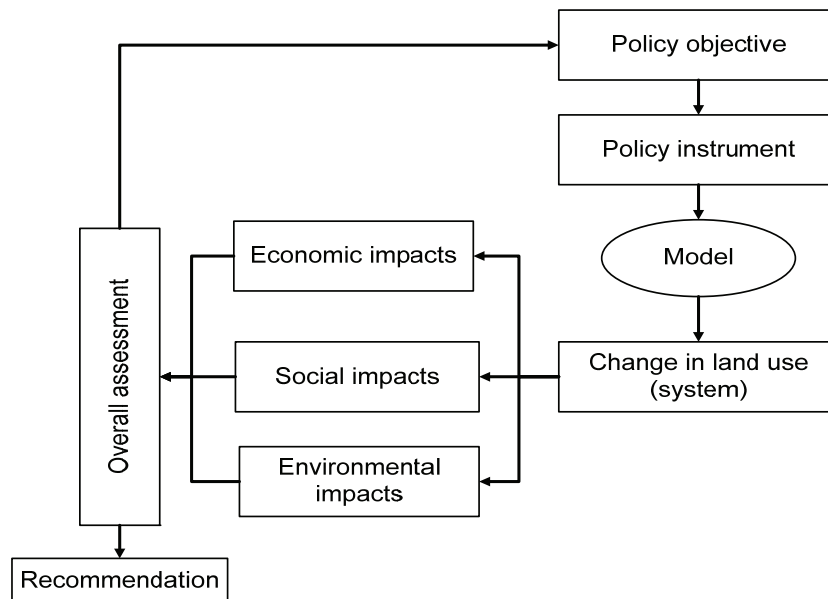 Policy objective
Policy instrument
Model
Change in land use
(system)
Economic impacts
Social impacts
Environmental
impacts
Overall assessment
Recommendation